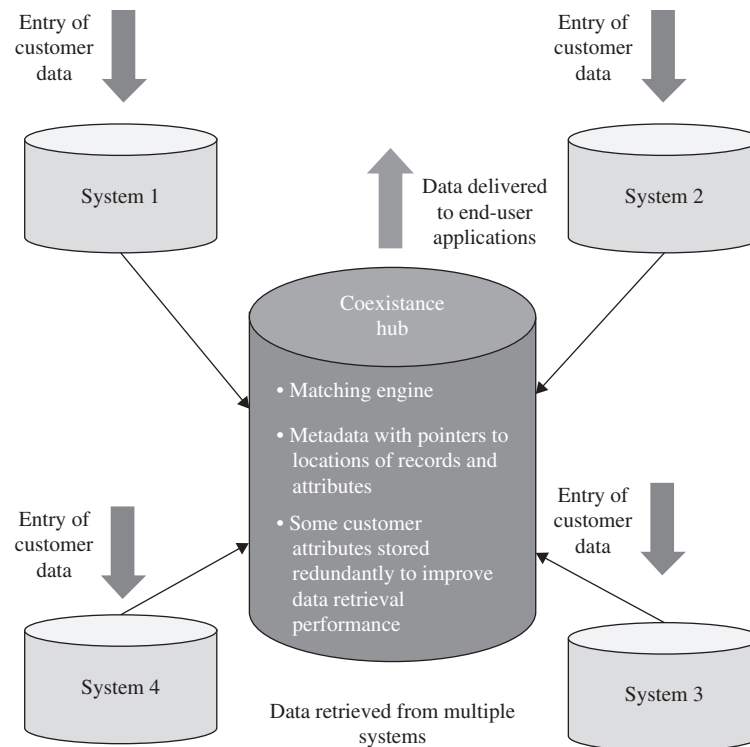 Entry of
customer
data
Entry of
customer
data
System 1
System 2
Data delivered
to end-user
applications
Coexistance
hub
• Matching engine
• Metadata with pointers to
locations of records and
attributes
• Some customer
attributes stored
redundantly to improve
data retrieval
performance
Entry of
customer
data
Entry of
customer
data
System 4
System 3
Data retrieved from multiple
systems